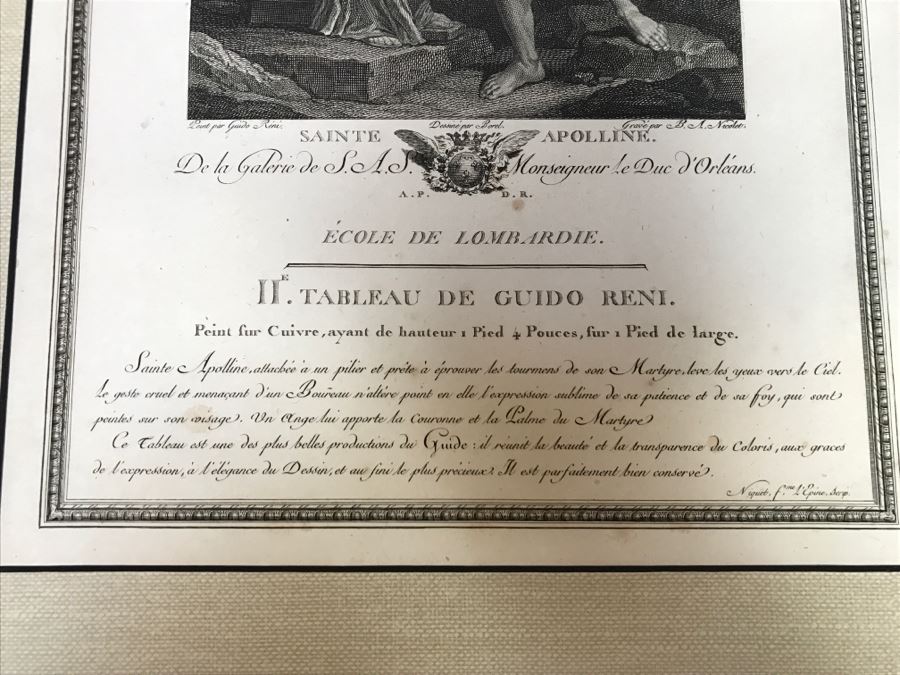 Peint par Guido Réni. Dessiné par Borel. Gravé par B. A. Nicolet.
SAINTE APOLLINE.
De la Galerie de S. A. S. Monseigneur le Duc d'Orléans.
A. P. D. R.
ÉCOLE DE LOMBARDIE.
IIE. TABLEAU DE GUIDO RENI.
Peint sur Cuivre, ayant de hauteur 1 Pied 4 Pouces, sur 1 Pied de large.
Sainte Apolline, attachée à un pilier et prête à éprouver les tourmens de son Martyre, leve les yeux vers le Ciel.
Le geste cruel et menaçant d'un Boureau n'altère point en elle l'expression sublime de sa patience et de sa foy, qui sont
peintes sur son visage. Un Ange lui apporte la Couronne et la Palme du Martyre
Ce Tableau est une des plus belles productions du Guide : il réunit la beauté et la transparence du Coloris, aux graces
de l'expression, à l'élégance du Dessin, et au fini le plus précieux : Il est parfaitement bien conservé.
Niquet, f.me l'Epine, Scrip.